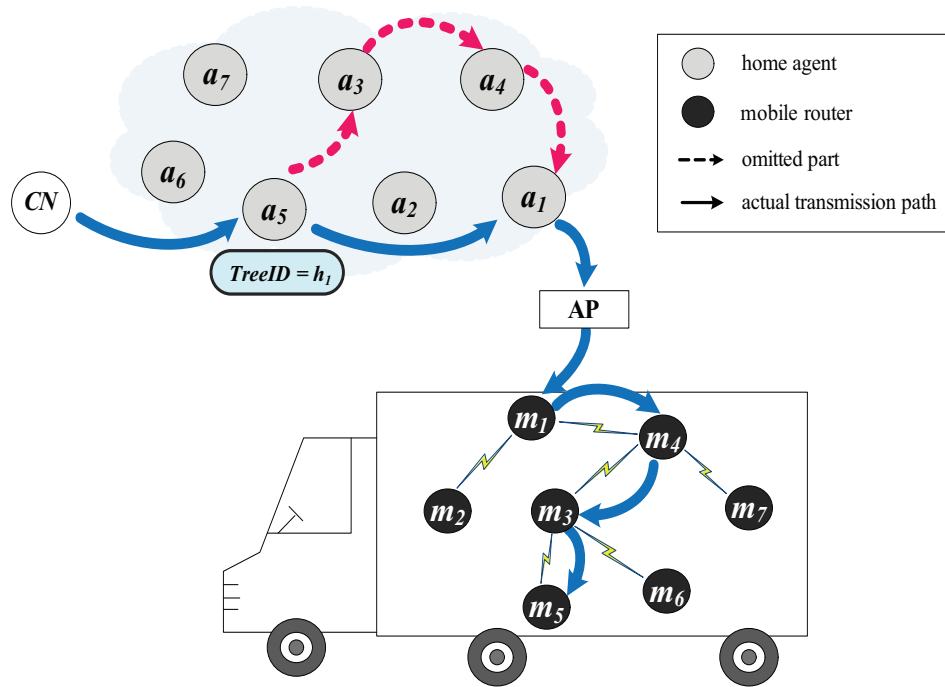 a7
a3
a4
home agent
mobile router
omitted part
actual transmission path
a6
CN
a5
a2
a1
TreeID = h1
AP
m1
m4
m2
m3
m7
m5
m6